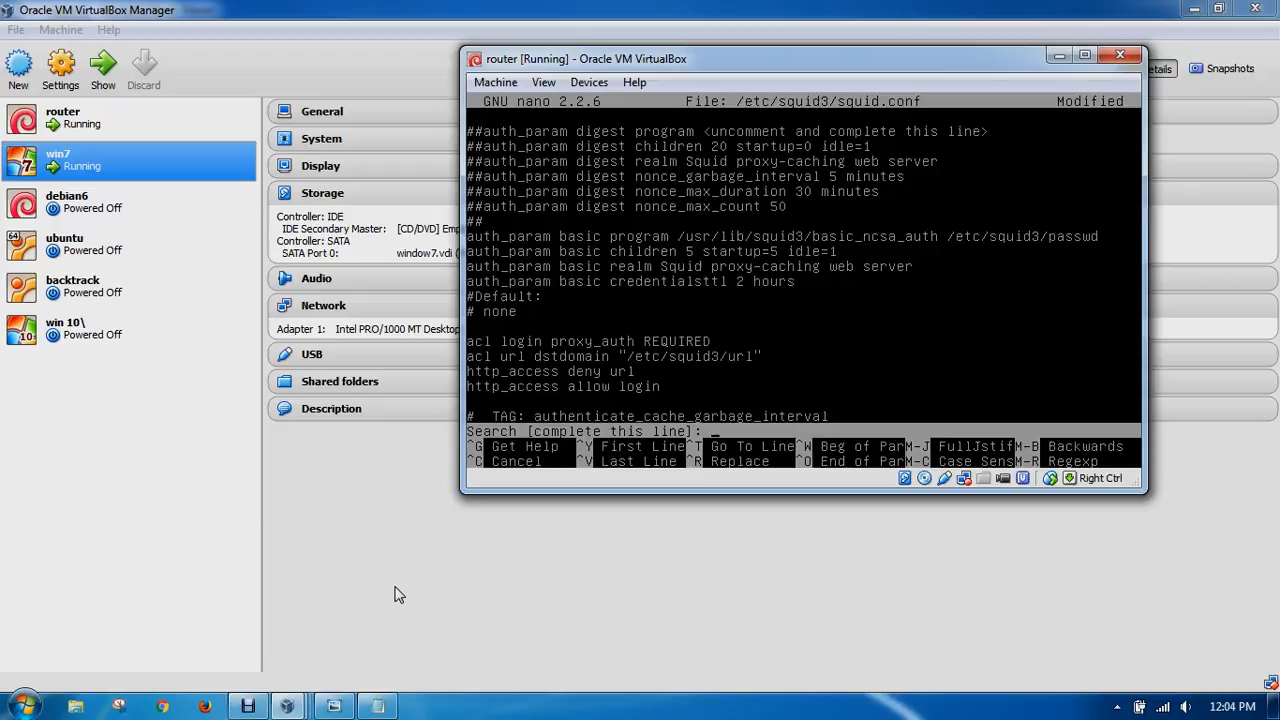 Oracle VM VirtualBox Manager
File Machine Help
New Settings Show Discard
router
Running
win7
Running
debian6
Powered Off
64
ubuntu
Powered Off
backtrack
Powered Off
10
win 10\
Powered Off
General
System
Display
Storage
Controller: IDE
IDE Secondary Master: [CD/DVD] Emp
Controller: SATA
SATA Port 0: window7.vdi (
Audio
Network
Adapter 1: Intel PRO/1000 MT Deskto
USB
Shared folders
Description
etails Snapshots
router [Running] - Oracle VM VirtualBox
Machine View Devices Help
GNU nano 2.2.6 File: /etc/squid3/squid.conf Modified
##auth_param digest program <uncomment and complete this line>
##auth_param digest children 20 startup=0 idle=1
##auth_param digest realm Squid proxy-caching web server
##auth_param digest nonce_garbage_interval 5 minutes
##auth_param digest nonce_max_duration 30 minutes
##auth_param digest nonce_max_count 50
##
auth_param basic program /usr/lib/squid3/basic_ncsa_auth /etc/squid3/passwd
auth_param basic children 5 startup=5 idle=1
auth_param basic realm Squid proxy-caching web server
auth_param basic credentialsttl 2 hours
#Default:
# none
acl login proxy_auth REQUIRED
acl url dstdomain "/etc/squid3/url"
http_access deny url
http_access allow login
# TAG: authenticate_cache_garbage_interval
Search [complete this line]: _
^G Get Help ^Y First Line ^T Go To Line ^W Beg of Par M-J FullJstif M-B Backwards
^C Cancel ^V Last Line ^R Replace ^O End of Par M-C Case Sens M-R Regexp
Right Ctrl
12:04 PM